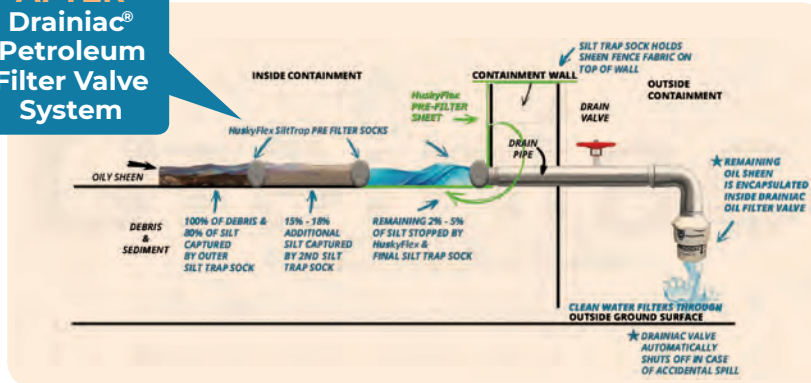 AFTER
Drainiac®
Petroleum
Filter Valve
System
INSIDE CONTAINMENT
CONTAINMENT WALL
SILT TRAP SOCK HOLDS
SHEEN FENCE FABRIC ON
TOP OF WALL
OUTSIDE
CONTAINMENT
HuskyFlex
PRE-FILTER
SHEET
DRAIN
VALVE
HuskyFlex SiltTrap PRE FILTER SOCKS
DRAIN
PIPE
OILY SHEEN
★ REMAINING
OIL SHEEN
IS ENCAPSULATED
INSIDE DRAINIAC
OIL FILTER VALVE
DEBRIS
&
SEDIMENT
100% OF DEBRIS &
80% OF SILT
CAPTURED
BY OUTER
SILT TRAP SOCK
15% - 18%
ADDITIONAL
SILT CAPTURED
BY 2ND SILT
TRAP SOCK
REMAINING 2% - 5%
OF SILT STOPPED BY
HuskyFlex &
FINAL SILT TRAP SOCK
CLEAN WATER FILTERS THROUGH
OUTSIDE GROUND SURFACE
★ DRAINIAC VALVE
AUTOMATICALLY
SHUTS OFF IN CASE
OF ACCIDENTAL SPILL